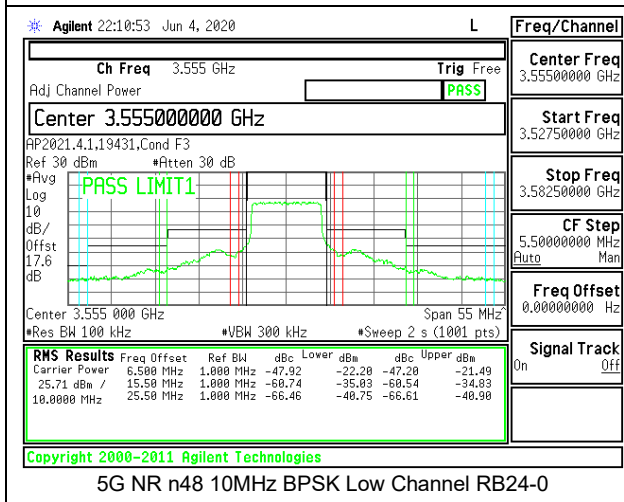 Agilent 22:10:53 Jun 4, 2020 L
Freq/Channel
Ch Freq 3.555 GHz Trig Free
Adj Channel Power PASS
Center 3.555000000 GHz
AP2021.4.1,19431,Cond F3
Ref 30 dBm #Atten 30 dB
#Avg
Log
10
dB/
Offst
17.6
dB
PASS LIMIT1
Center 3.555 000 GHz Span 55 MHz^
#Res BW 100 kHz #VBW 300 kHz #Sweep 2 s (1001 pts)
RMS Results Freq Offset Ref BW dBc Lower dBm dBc Upper dBm
Carrier Power 6.500 MHz 1.000 MHz -47.92 -22.20 -47.20 -21.49
25.71 dBm / 15.50 MHz 1.000 MHz -60.74 -35.03 -60.54 -34.83
10.0000 MHz 25.50 MHz 1.000 MHz -66.46 -40.75 -66.61 -40.90
Center Freq
3.55500000 GHz
Start Freq
3.52750000 GHz
Stop Freq
3.58250000 GHz
CF Step
5.50000000 MHz
Auto Man
Freq Offset
0.00000000 Hz
Signal Track
On Off
Copyright 2000-2011 Agilent Technologies
5G NR n48 10MHz BPSK Low Channel RB24-0